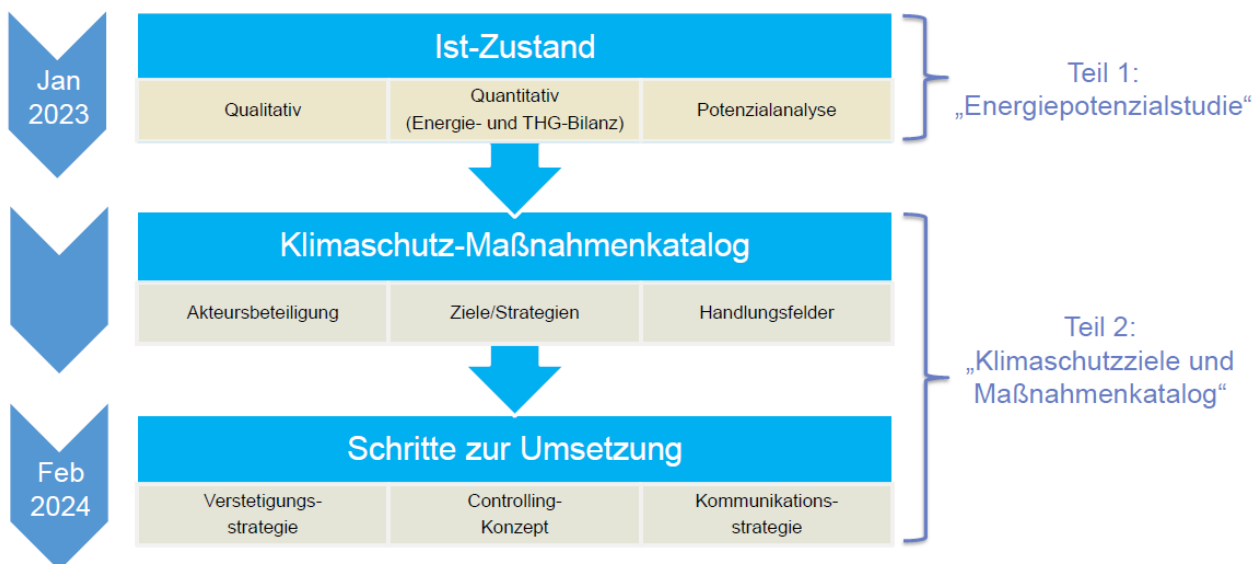 Jan
2023
Ist-Zustand
Qualitativ
Quantitativ
(Energie- und THG-Bilanz)
Potenzialanalyse
Teil 1:
„Energiepotenzialstudie“
Klimaschutz-Maßnahmenkatalog
Akteursbeteiligung
Ziele/Strategien
Handlungsfelder
Teil 2:
„Klimaschutzziele und
Maßnahmenkatalog“
Feb
2024
Schritte zur Umsetzung
Verstetigungs-
strategie
Controlling-
Konzept
Kommunikations-
strategie